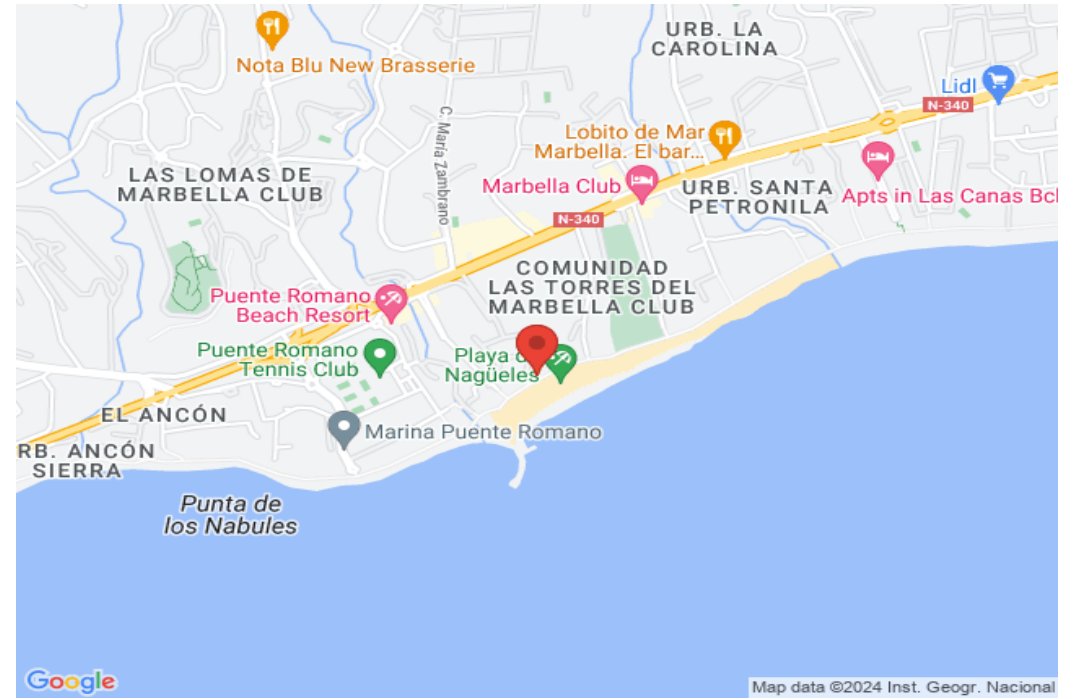 URB. LA
CAROLINA
Nota Blu New Brasserie
Lidl
N-340
C. María Zambrano
Lobito de Mar
Marbella. El bar...
LAS LOMAS DE
MARBELLA CLUB
Marbella Club
URB. SANTA
PETRONILA
Apts in Las Canas Bcl
N-340
COMUNIDAD
LAS TORRES DEL
MARBELLA CLUB
Puente Romano
Beach Resort
Puente Romano
Tennis Club
Playa d
Nagüeles
EL ANCÓN
Marina Puente Romano
RB. ANCÓN
SIERRA
Punta de
los Nabules
Google
Map data ©2024 Inst. Geogr. Nacional